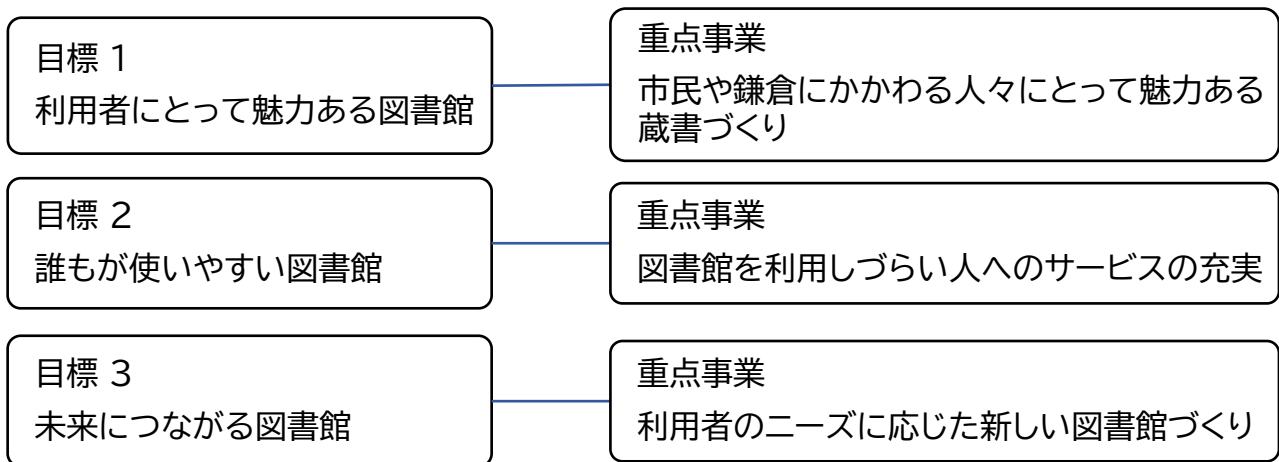 目標 1
利用者にとって魅力ある図書館
重点事業
市民や鎌倉にかかわる人々にとって魅力ある
蔵書づくり
目標 2
誰もが使いやすい図書館
重点事業
図書館を利用しづらい人へのサービスの充実
目標 3
未来につながる図書館
重点事業
利用者のニーズに応じた新しい図書館づくり